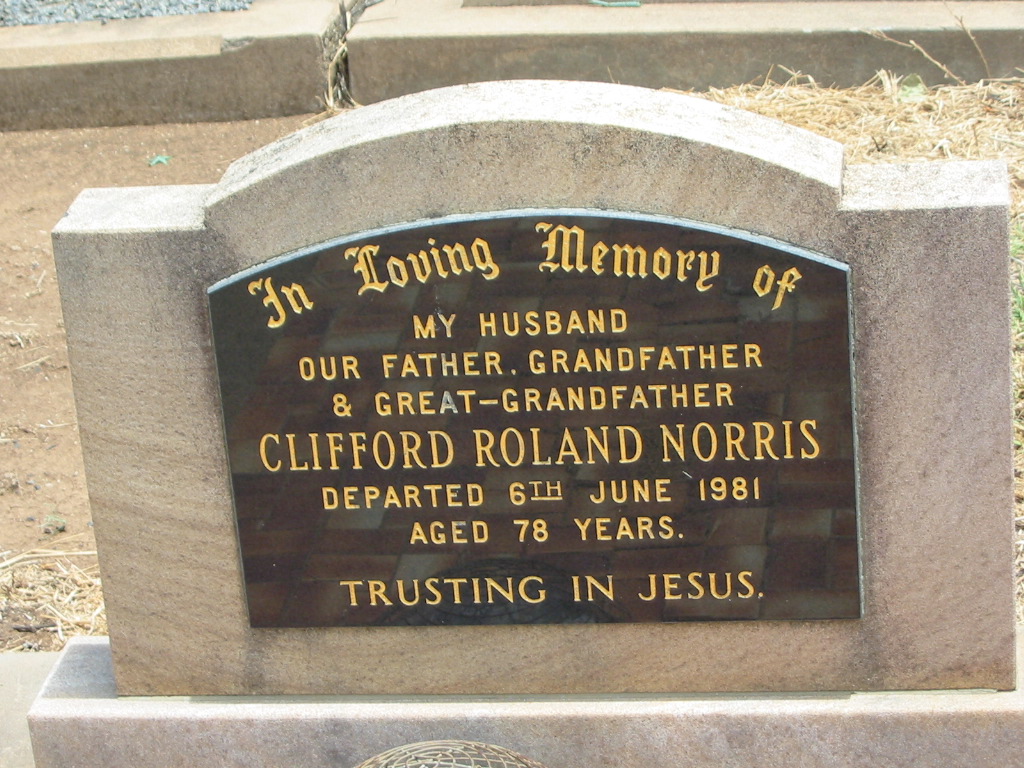 In Loving Memory of
MY HUSBAND
OUR FATHER, GRANDFATHER
& GREAT-GRANDFATHER
CLIFFORD ROLAND NORRIS
DEPARTED 6TH JUNE 1981
AGED 78 YEARS.
TRUSTING IN JESUS.